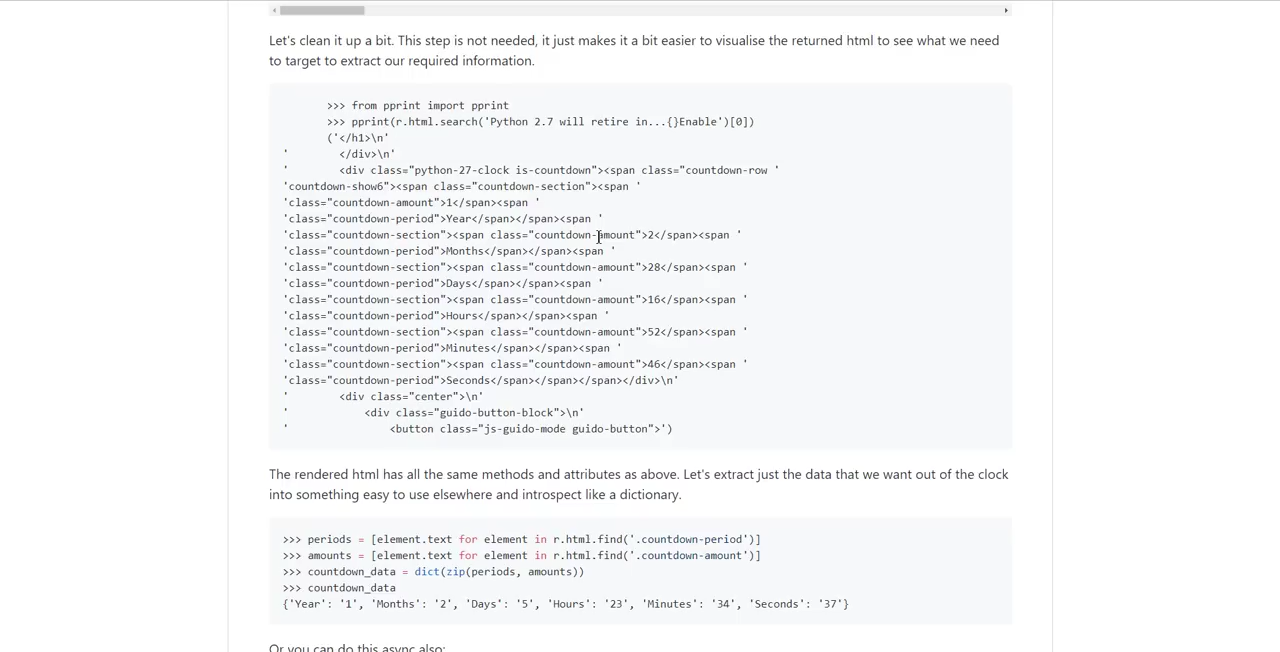 Let's clean it up a bit. This step is not needed, it just makes it a bit easier to visualise the returned html to see what we need
to target to extract our required information.
>>> from pprint import pprint
>>> pprint(r.html.search('Python 2.7 will retire in...{}Enable')[0])
('</h1>\n'
'        </div>\n'
'        <div class="python-27-clock is-countdown"><span class="countdown-row '
'countdown-show6"><span class="countdown-section"><span '
'class="countdown-amount">1</span><span '
'class="countdown-period">Year</span></span><span '
'class="countdown-section"><span class="countdown-amount">2</span><span '
'class="countdown-period">Months</span></span><span '
'class="countdown-section"><span class="countdown-amount">28</span><span '
'class="countdown-period">Days</span></span><span '
'class="countdown-section"><span class="countdown-amount">16</span><span '
'class="countdown-period">Hours</span></span><span '
'class="countdown-section"><span class="countdown-amount">52</span><span '
'class="countdown-period">Minutes</span></span><span '
'class="countdown-section"><span class="countdown-amount">46</span><span '
'class="countdown-period">Seconds</span></span></span></div>\n'
'        <div class="center">\n'
'            <div class="guido-button-block">\n'
'                <button class="js-guido-mode guido-button">')
The rendered html has all the same methods and attributes as above. Let's extract just the data that we want out of the clock
into something easy to use elsewhere and introspect like a dictionary.
>>> periods = [element.text for element in r.html.find('.countdown-period')]
>>> amounts = [element.text for element in r.html.find('.countdown-amount')]
>>> countdown_data = dict(zip(periods, amounts))
>>> countdown_data
{'Year': '1', 'Months': '2', 'Days': '5', 'Hours': '23', 'Minutes': '34', 'Seconds': '37'}
Or you can do this async also: